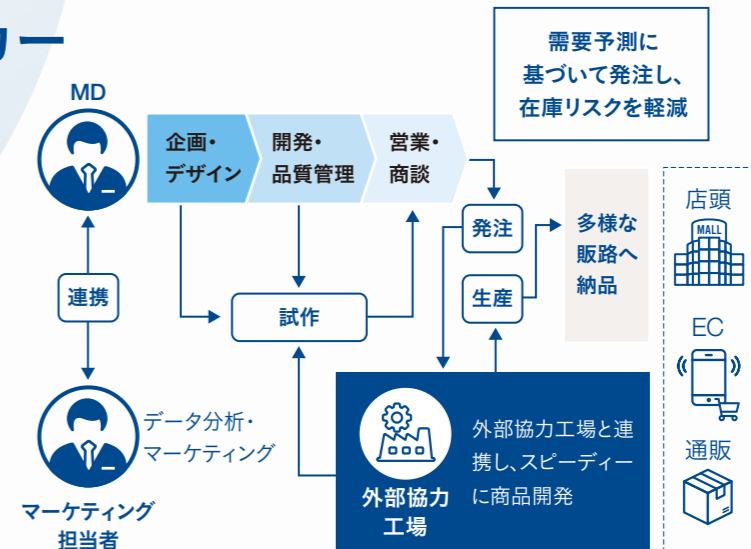 カー
需要予測に
基づいて発注し、
在庫リスクを軽減
MD
企画・
デザイン
開発・
品質管理
営業・
商談
発注
生産
多様な
販路へ
納品
連携
試作
店頭
MALL
EC
通販
データ分析・
マーケティング
マーケティング
担当者
外部協力
工場
外部協力工場と連
携し、スピーディー
に商品開発